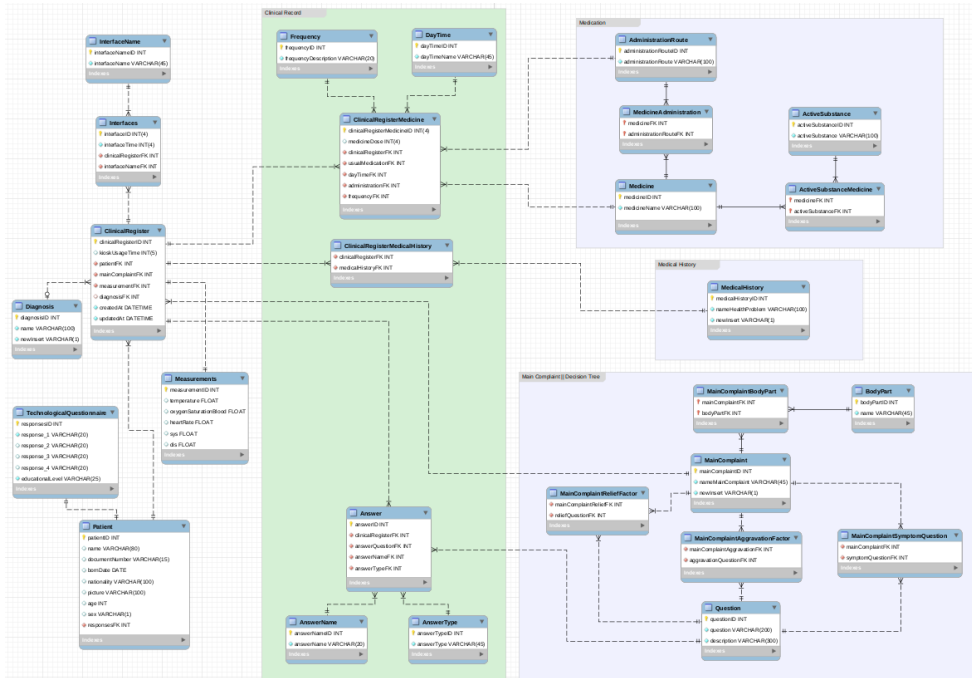 Clinical Record
Medication
InterfaceName
interfaceNameID INT
interfaceName VARCHAR(45)
Indexes
Frequency
frequencyID INT
frequencyDescription VARCHAR(20)
Indexes
DayTime
dayTimeID INT
dayTimeName VARCHAR(45)
Indexes
AdministrationRoute
administrationRouteID INT
administrationRoute VARCHAR(100)
Indexes
Interfaces
interfaceID INT(4)
interfaceTime INT(4)
clinicalRegisterFK INT
interfaceNameFK INT
Indexes
ClinicalRegisterMedicine
clinicalRegisterMedicineID INT(4)
medicineDose INT(4)
clinicalRegisterFK INT
usualMedicationFK INT
dayTimeFK INT
administrationFK INT
frequencyFK INT
Indexes
MedicineAdministration
medicineFK INT
administrationRouteFK INT
Indexes
ActiveSubstance
activeSubstanceID INT
activeSubstance VARCHAR(100)
Indexes
Medicine
medicineID INT
medicineName VARCHAR(100)
Indexes
ActiveSubstanceMedicine
medicineFK INT
activeSubstanceFK INT
Indexes
ClinicalRegister
clinicalRegisterID INT
kioskUsageTime INT(5)
patientFK INT
mainComplaintFK INT
measurementFK INT
diagnosisFK INT
createdAt DATETIME
updatedAt DATETIME
Indexes
ClinicalRegisterMedicalHistory
clinicalRegisterFK INT
medicalHistoryFK INT
Indexes
Medical History
MedicalHistory
medicalHistoryID INT
nameHealthProblem VARCHAR(100)
newInsert VARCHAR(1)
Indexes
Diagnosis
diagnosisID INT
name VARCHAR(100)
newInsert VARCHAR(1)
Indexes
Measurements
measurementID INT
temperature FLOAT
oxygenSaturationBlood FLOAT
heartRate FLOAT
sys FLOAT
dis FLOAT
Indexes
Main Complaint || Decision Tree
MainComplaintBodyPart
mainComplaintFK INT
bodyPartFK INT
Indexes
BodyPart
bodyPartID INT
name VARCHAR(45)
Indexes
TechnologicalQuestionnaire
responsesID INT
response_1 VARCHAR(20)
response_2 VARCHAR(20)
response_3 VARCHAR(20)
response_4 VARCHAR(20)
educationalLevel VARCHAR(25)
Indexes
MainComplaint
mainComplaintID INT
nameMainComplaint VARCHAR(45)
newInsert VARCHAR(1)
Indexes
MainComplaintReliefFactor
mainComplaintReliefFK INT
reliefQuestionFK INT
Indexes
Answer
answerID INT
clinicalRegisterFK INT
answerQuestionFK INT
answerNameFK INT
answerTypeFK INT
Indexes
MainComplaintAggravationFactor
mainComplaintAggravationFK INT
aggravationQuestionFK INT
Indexes
MainComplaintSymptomQuestion
mainComplaintFK INT
symptomQuestionFK INT
Indexes
Patient
patientID INT
name VARCHAR(80)
documentNumber VARCHAR(15)
bornDate DATE
nationality VARCHAR(100)
picture VARCHAR(100)
age INT
sex VARCHAR(1)
responsesFK INT
Indexes
Question
questionID INT
question VARCHAR(200)
description VARCHAR(300)
Indexes
AnswerName
answerNameID INT
answerName VARCHAR(20)
Indexes
AnswerType
answerTypeID INT
answerType VARCHAR(45)
Indexes